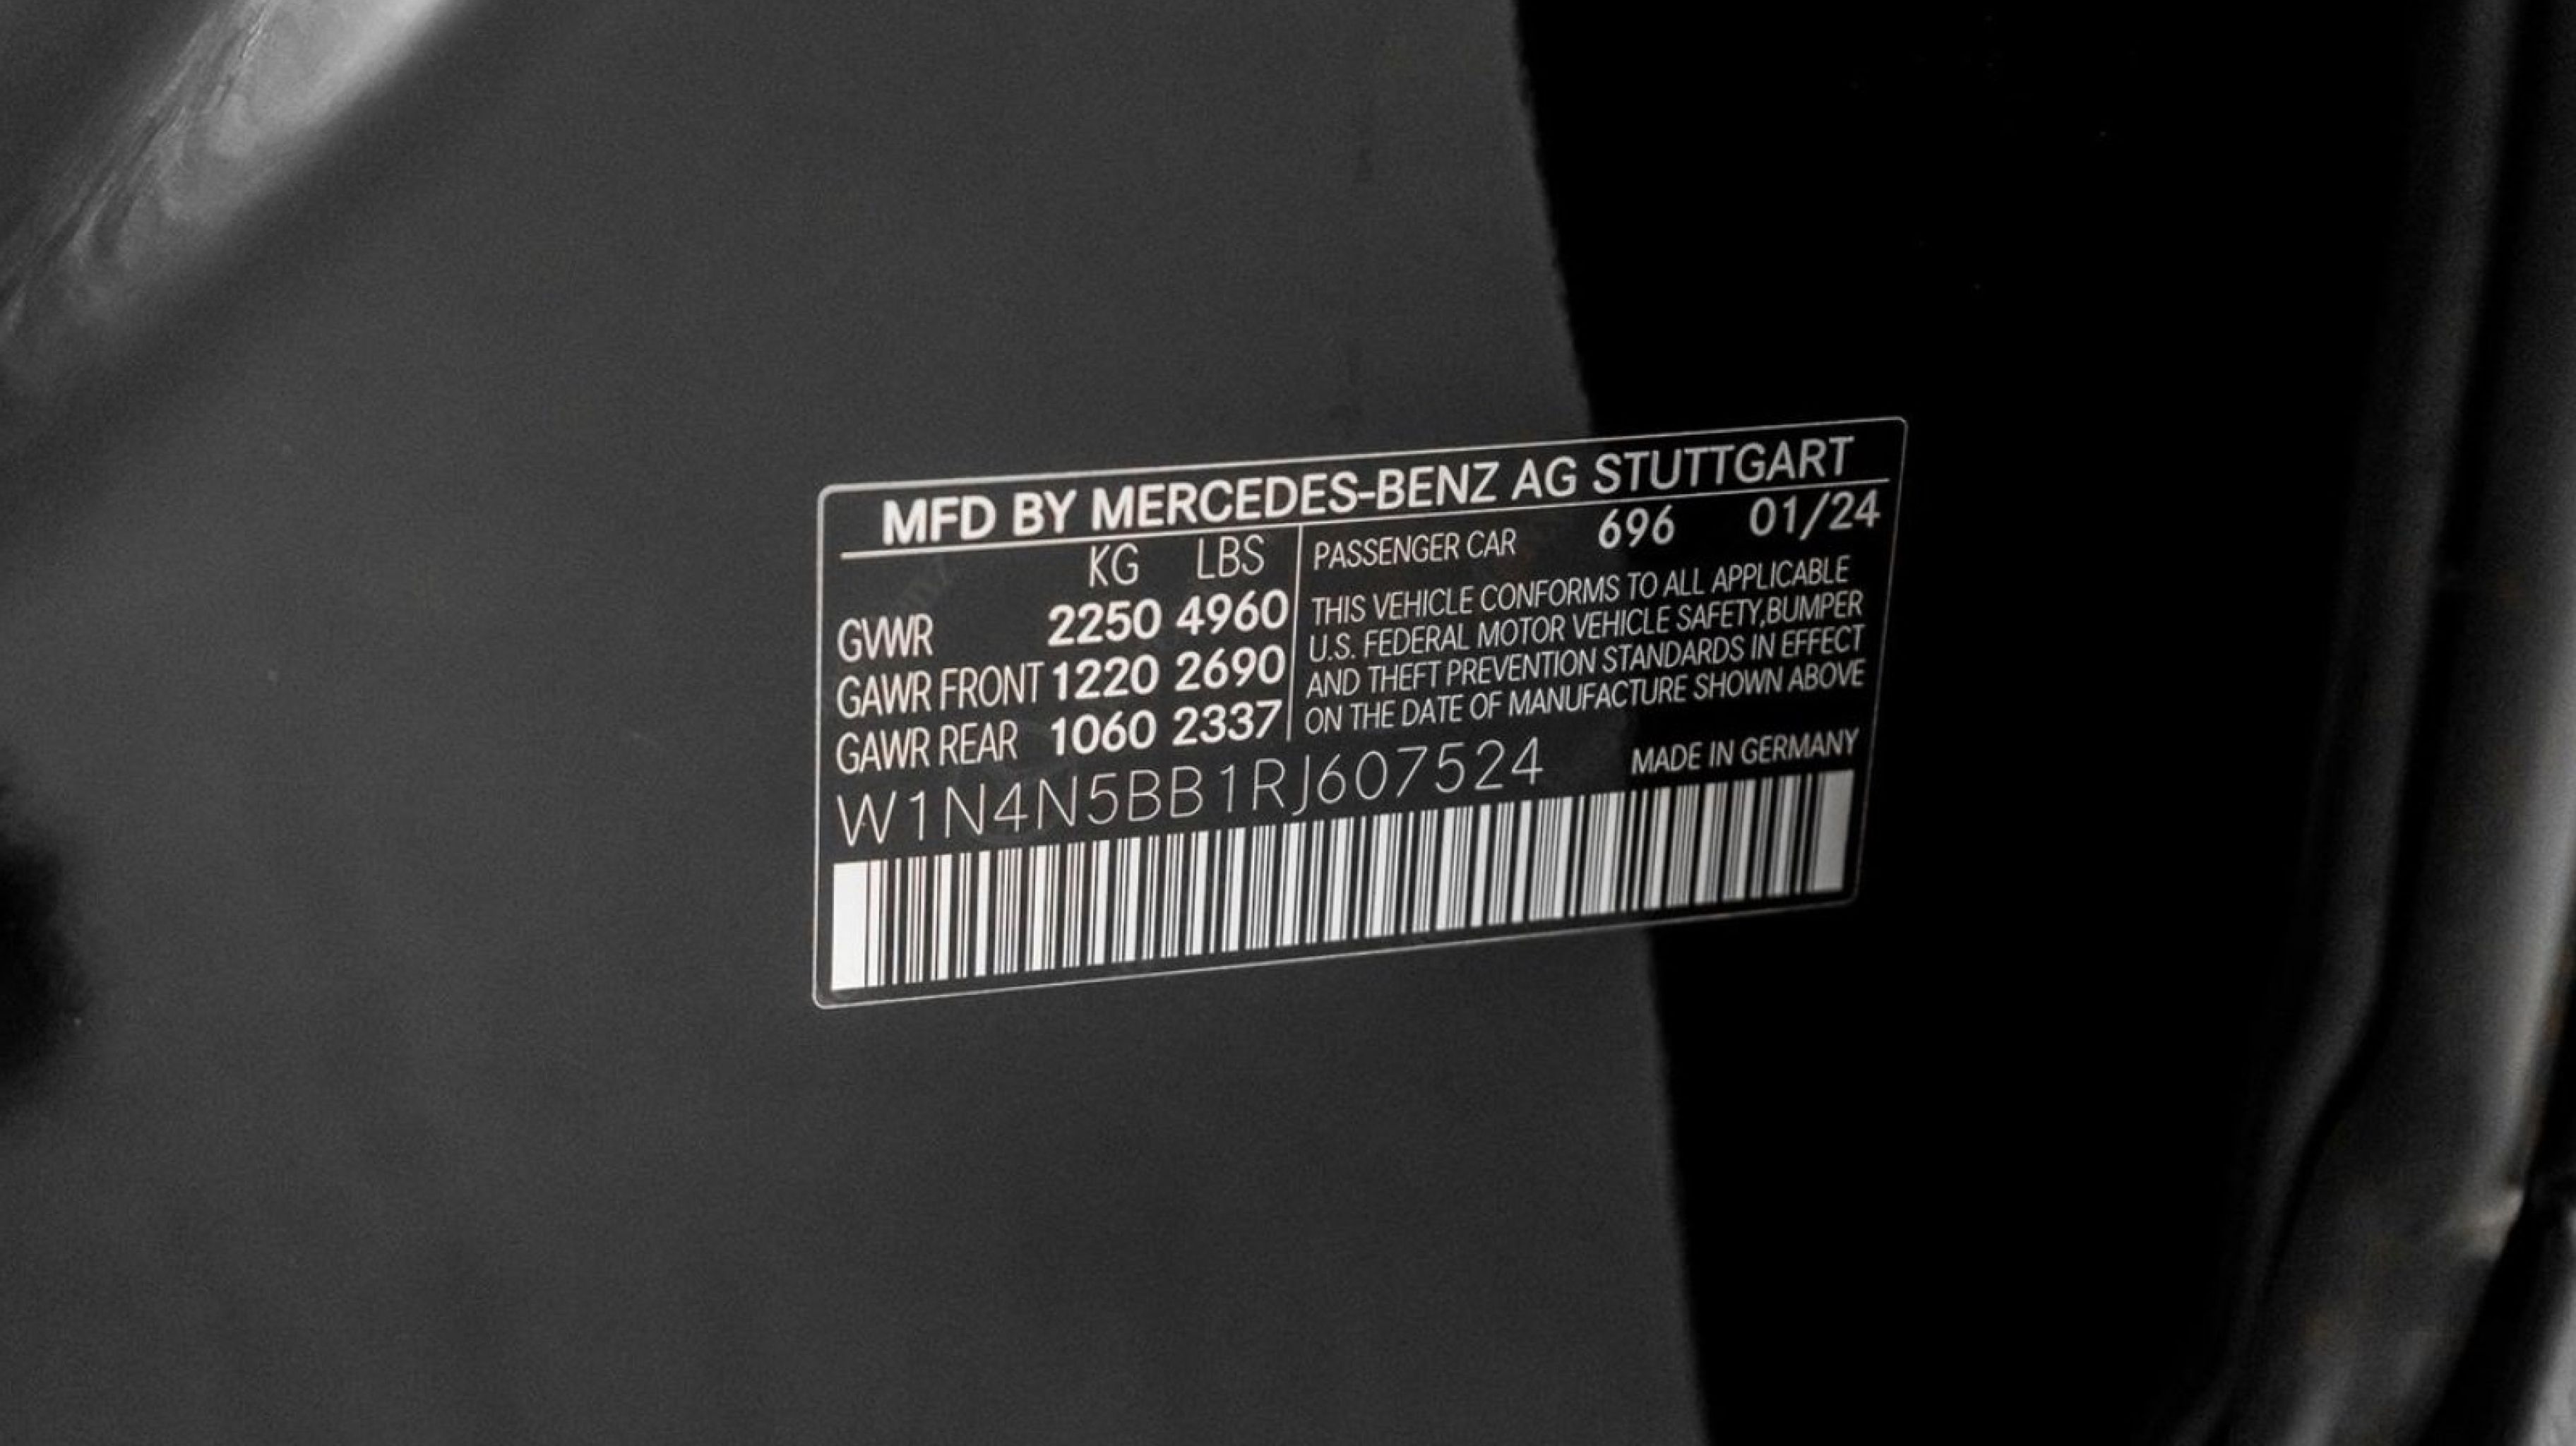 MFD BY MERCEDES-BENZ AG STUTTGART
KG LBS
GVWR 2250 4960
GAWR FRONT 1220 2690
GAWR REAR 1060 2337
PASSENGER CAR 696 01/24
THIS VEHICLE CONFORMS TO ALL APPLICABLE
U.S. FEDERAL MOTOR VEHICLE SAFETY,BUMPER
AND THEFT PREVENTION STANDARDS IN EFFECT
ON THE DATE OF MANUFACTURE SHOWN ABOVE
W1N4N5BB1RJ607524
MADE IN GERMANY